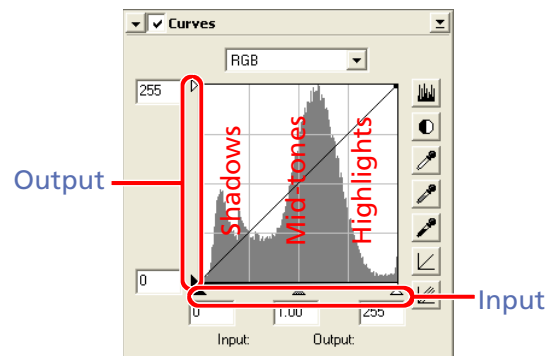 Curves
RGB
255
Output
Shadows
Mid-tones
Highlights
0
Input
0 1.00 255
Input: Output: